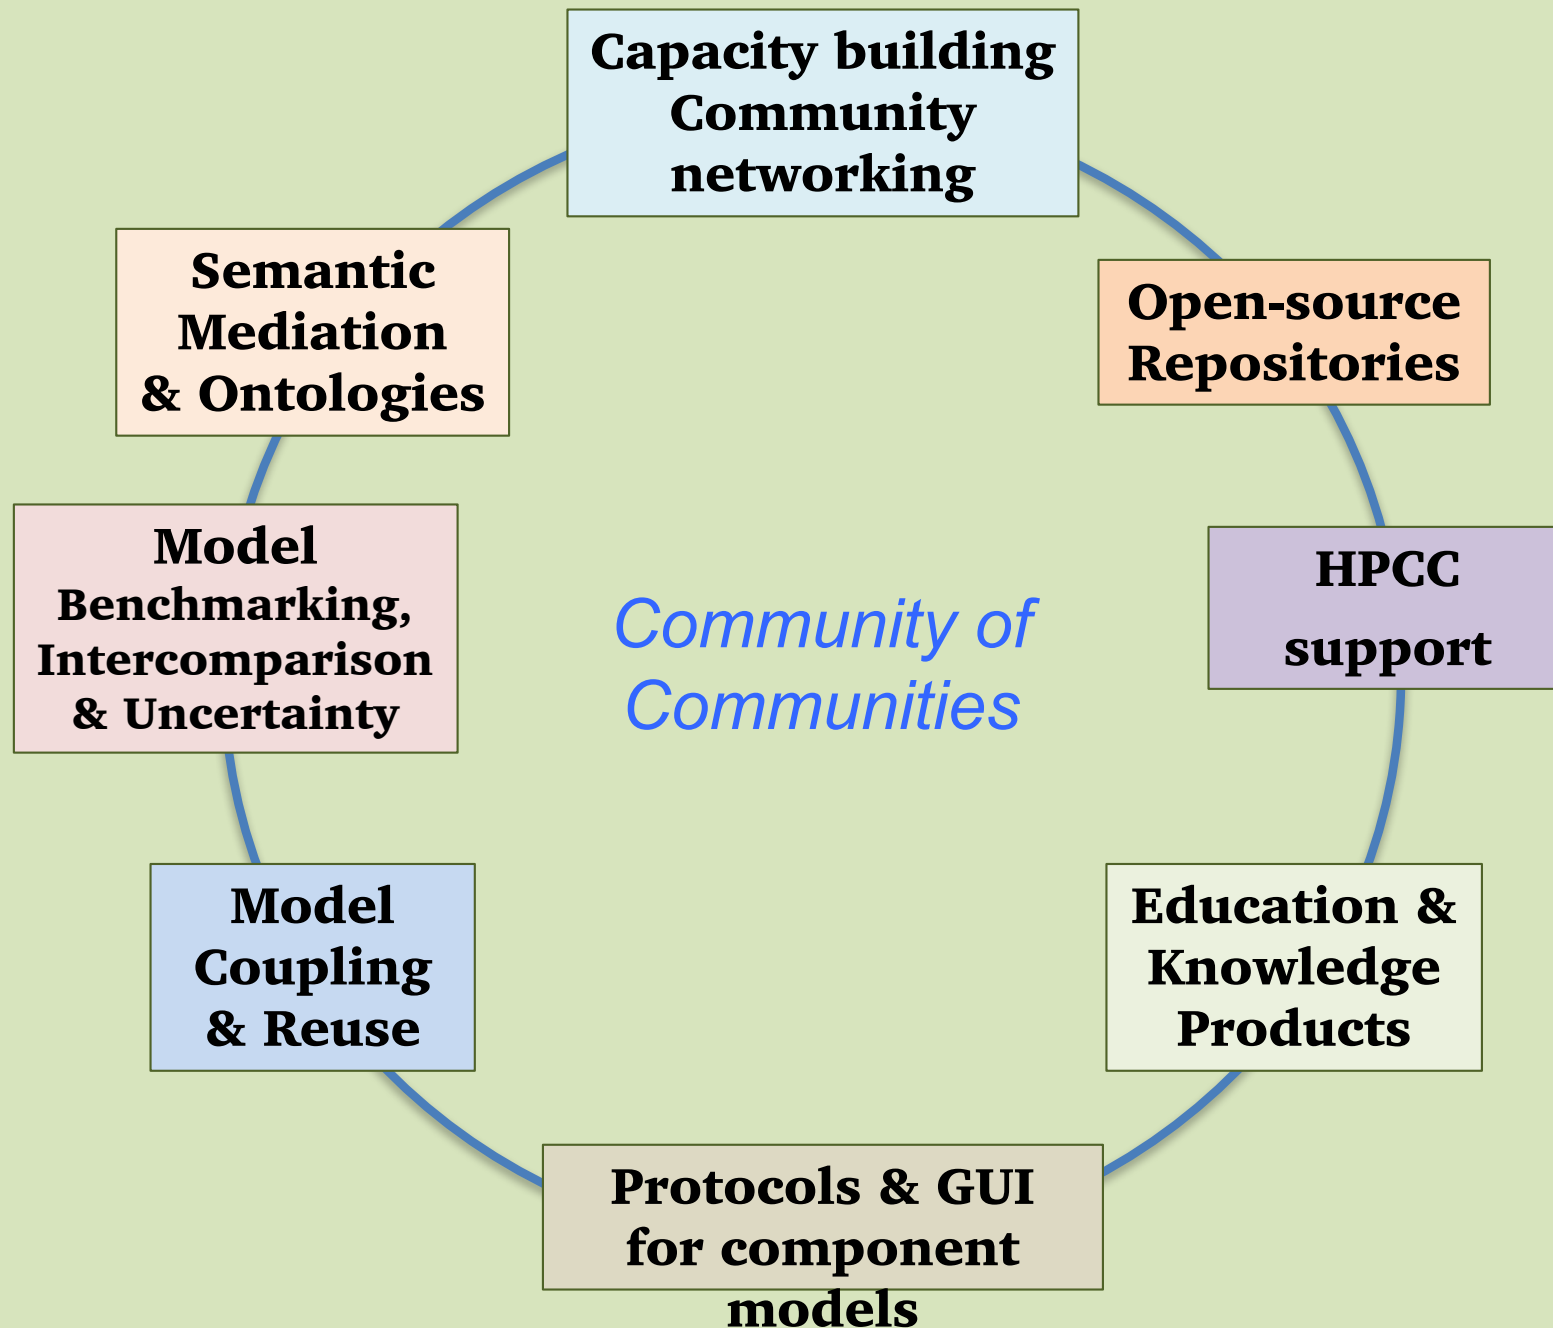 Capacity building
Community
networking
Semantic
Mediation
& Ontologies
Open-source
Repositories
Model
Benchmarking,
Intercomparison
& Uncertainty
HPCC
support
Community of
Communities
Model
Coupling
& Reuse
Education &
Knowledge
Products
Protocols & GUI
for component
models